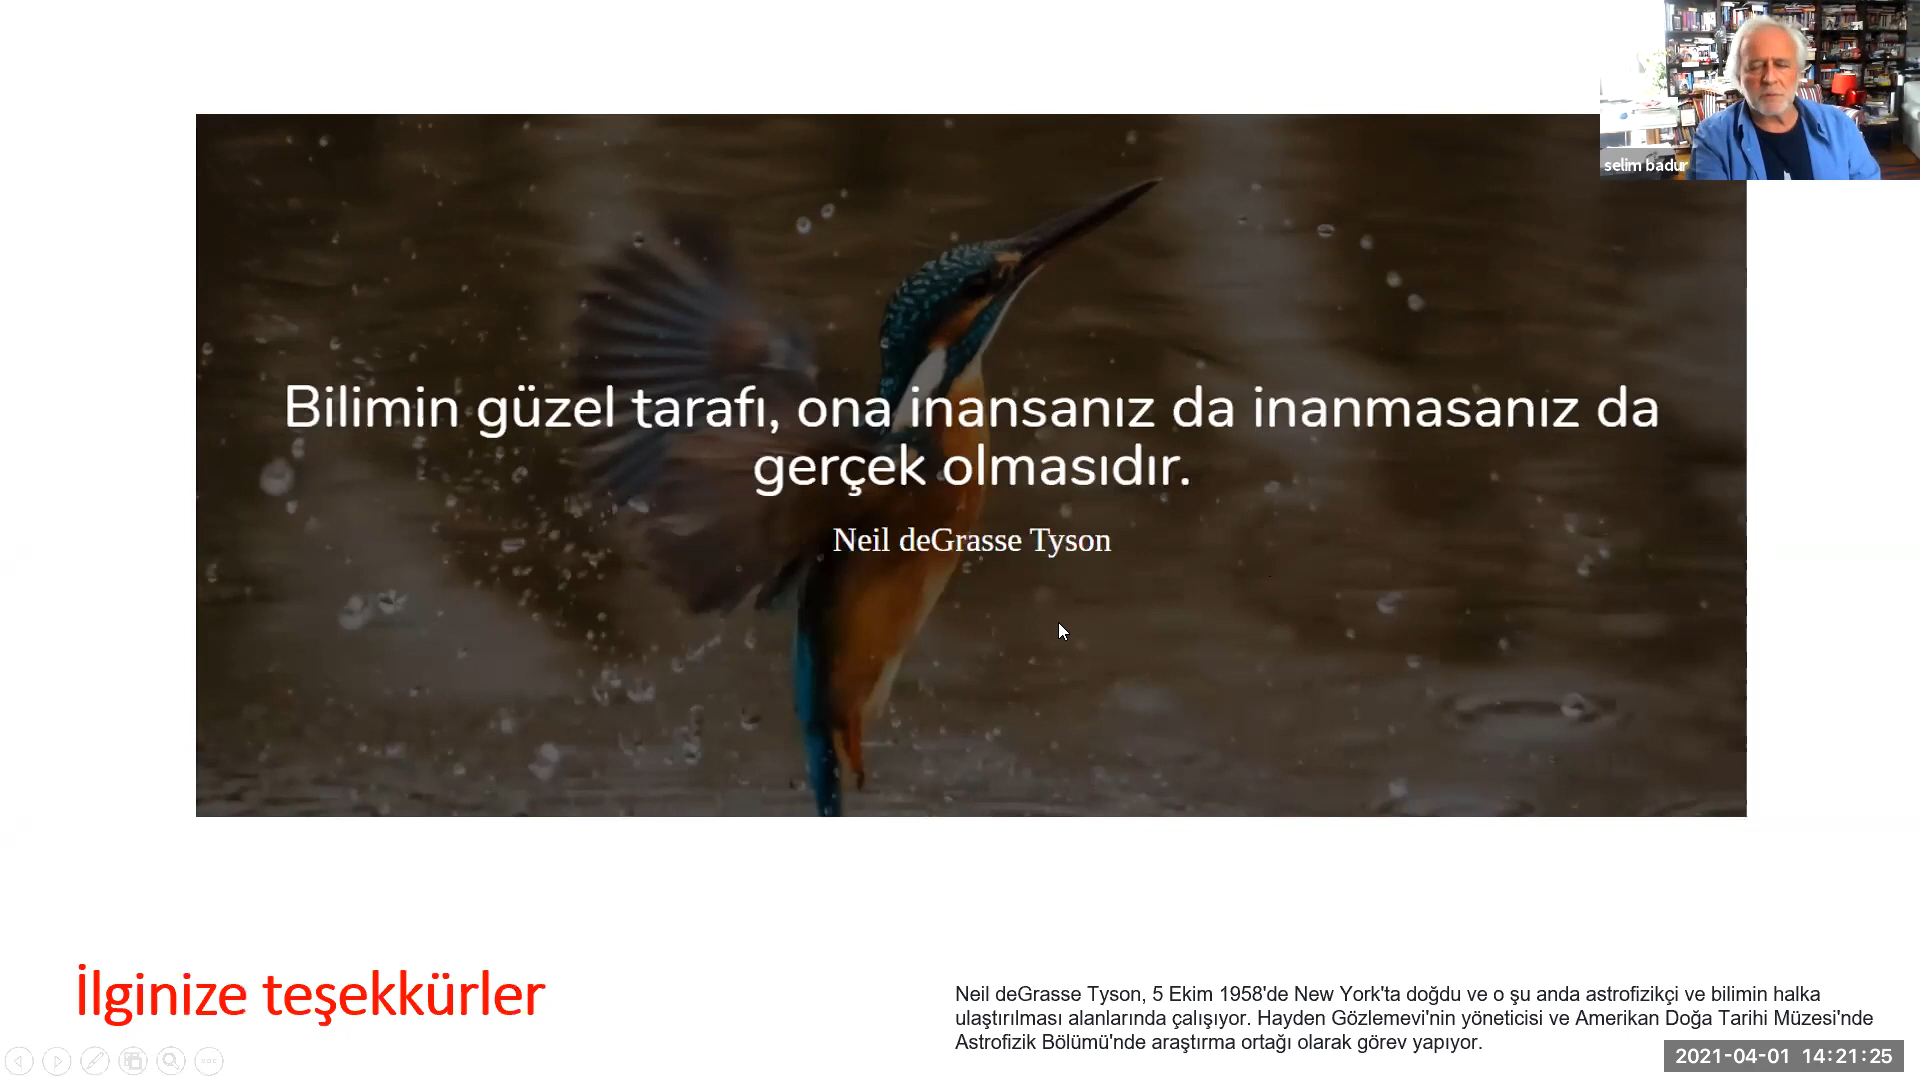 selim badur
Bilimin güzel tarafı, ona inansanız da inanmasanız da
gerçek olmasıdır.
Neil deGrasse Tyson
İlginize teşekkürler
Neil deGrasse Tyson, 5 Ekim 1958'de New York'ta doğdu ve o şu anda astrofizikçi ve bilimin halka
ulaştırılması alanlarında çalışıyor. Hayden Gözlemevi'nin yöneticisi ve Amerikan Doğa Tarihi Müzesi'nde
Astrofizik Bölümü'nde araştırma ortağı olarak görev yapıyor.
2021-04-01 14:21:25